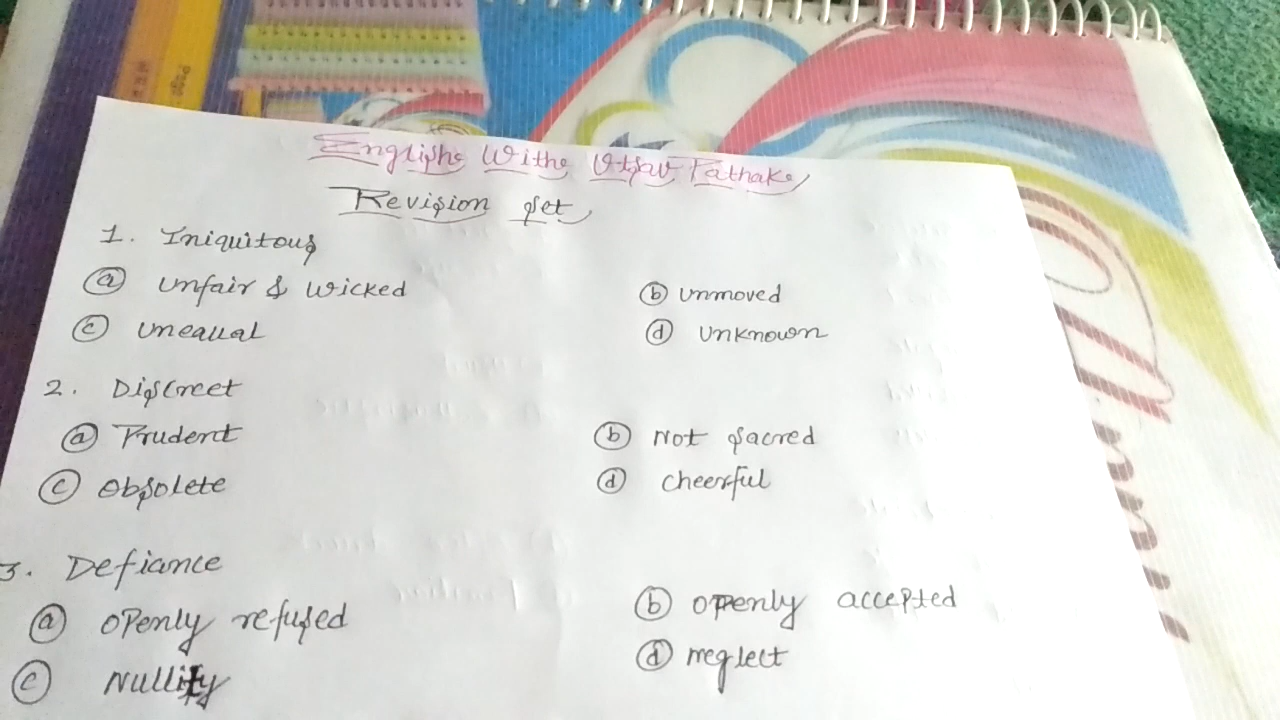 English With Utsav Pathak
Revision Set
1. Iniquitous
(a) unfair & wicked (b) unmoved
(c) unequal (d) unknown
2. Discreet
(a) Prudent (b) Not sacred
(c) obsolete (d) cheerful
3. Defiance
(a) openly refused (b) openly accepted
(c) Nullity (d) neglect